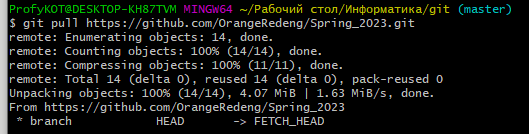 ProfyKOT@DESKTOP-KH87TVM MINGW64 ~/Рабочий стол/Информатика/git (master)
$ git pull https://github.com/OrangeRedeng/Spring_2023.git
remote: Enumerating objects: 14, done.
remote: Counting objects: 100% (14/14), done.
remote: Compressing objects: 100% (11/11), done.
remote: Total 14 (delta 0), reused 14 (delta 0), pack-reused 0
Unpacking objects: 100% (14/14), 4.07 MiB | 1.63 MiB/s, done.
From https://github.com/OrangeRedeng/Spring_2023
 * branch            HEAD       -> FETCH_HEAD